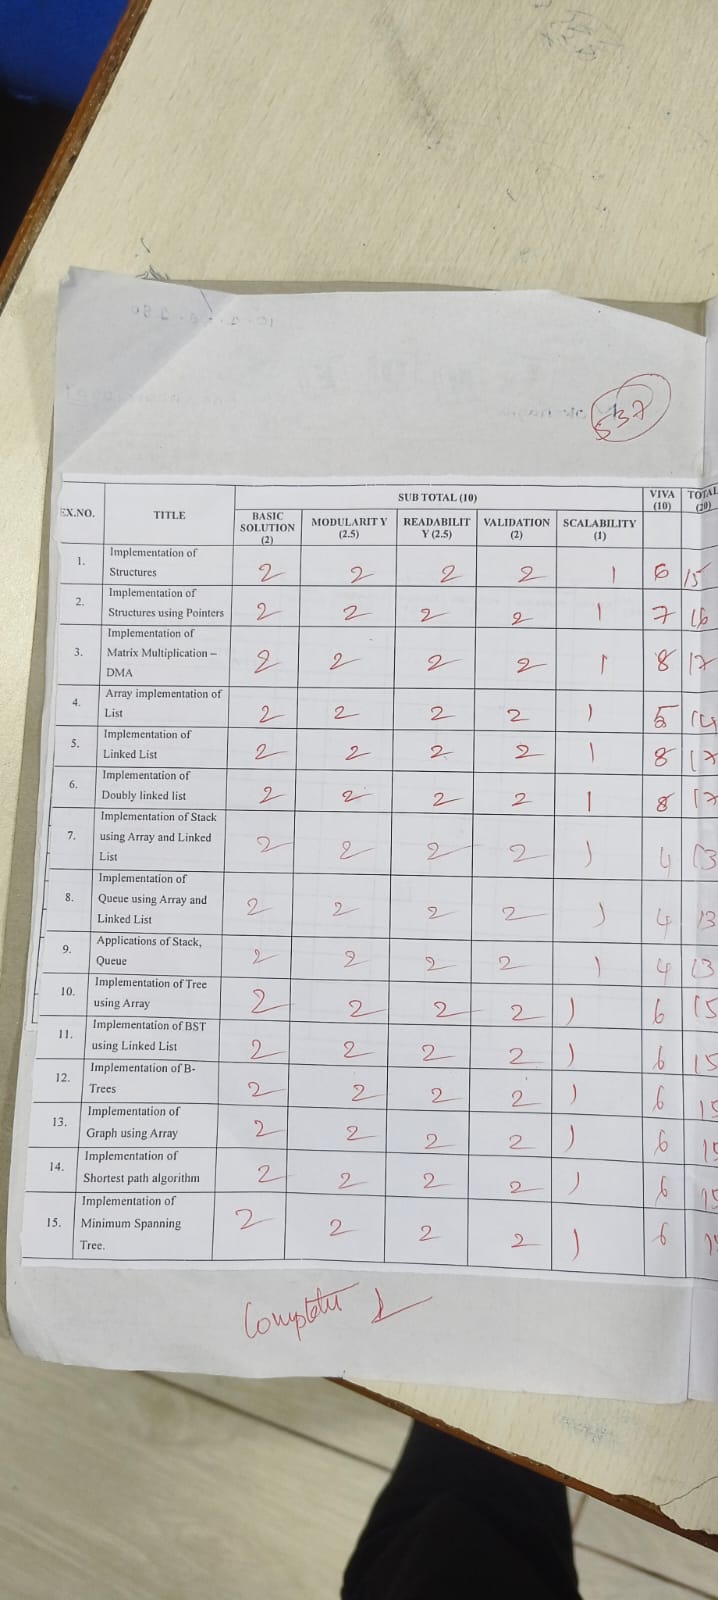 537
EX.NO. TITLE SUB TOTAL (10) VIVA (10) TOTAL (20)
BASIC SOLUTION (2) MODULARIT Y (2.5) READABILIT Y (2.5) VALIDATION (2) SCALABILITY (1)
1. Implementation of Structures 2 2 2 2 1 6 15
2. Implementation of Structures using Pointers 2 2 2 2 1 7 16
3. Implementation of Matrix Multiplication – DMA 2 2 2 2 1 8 17
4. Array implementation of List 2 2 2 2 1 5 14
5. Implementation of Linked List 2 2 2 2 1 8 17
6. Implementation of Doubly linked list 2 2 2 2 1 8 17
7. Implementation of Stack using Array and Linked List 2 2 2 2 1 4 13
8. Implementation of Queue using Array and Linked List 2 2 2 2 1 4 13
9. Applications of Stack, Queue 2 2 2 2 1 4 13
10. Implementation of Tree using Array 2 2 2 2 1 6 15
11. Implementation of BST using Linked List 2 2 2 2 1 6 15
12. Implementation of B-Trees 2 2 2 2 1 6 15
13. Implementation of Graph using Array 2 2 2 2 1 6 15
14. Implementation of Shortest path algorithm 2 2 2 2 1 6 15
15. Implementation of Minimum Spanning Tree. 2 2 2 2 1 6